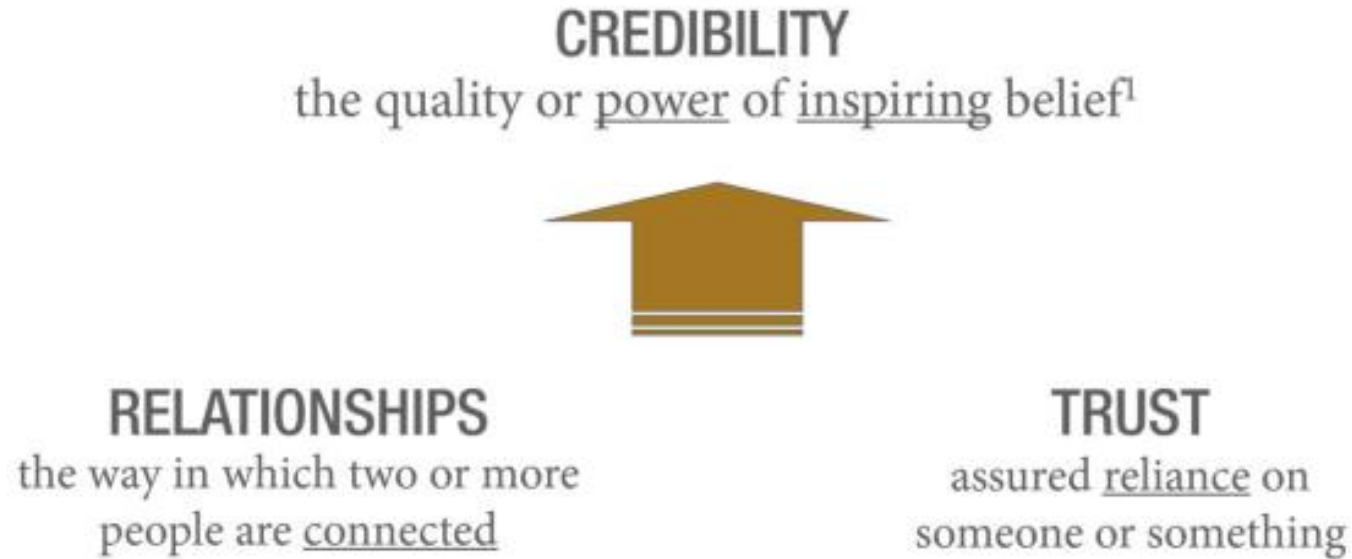 CREDIBILITY
the quality or power of inspiring belief¹
RELATIONSHIPS
the way in which two or more
people are connected
TRUST
assured reliance on
someone or something